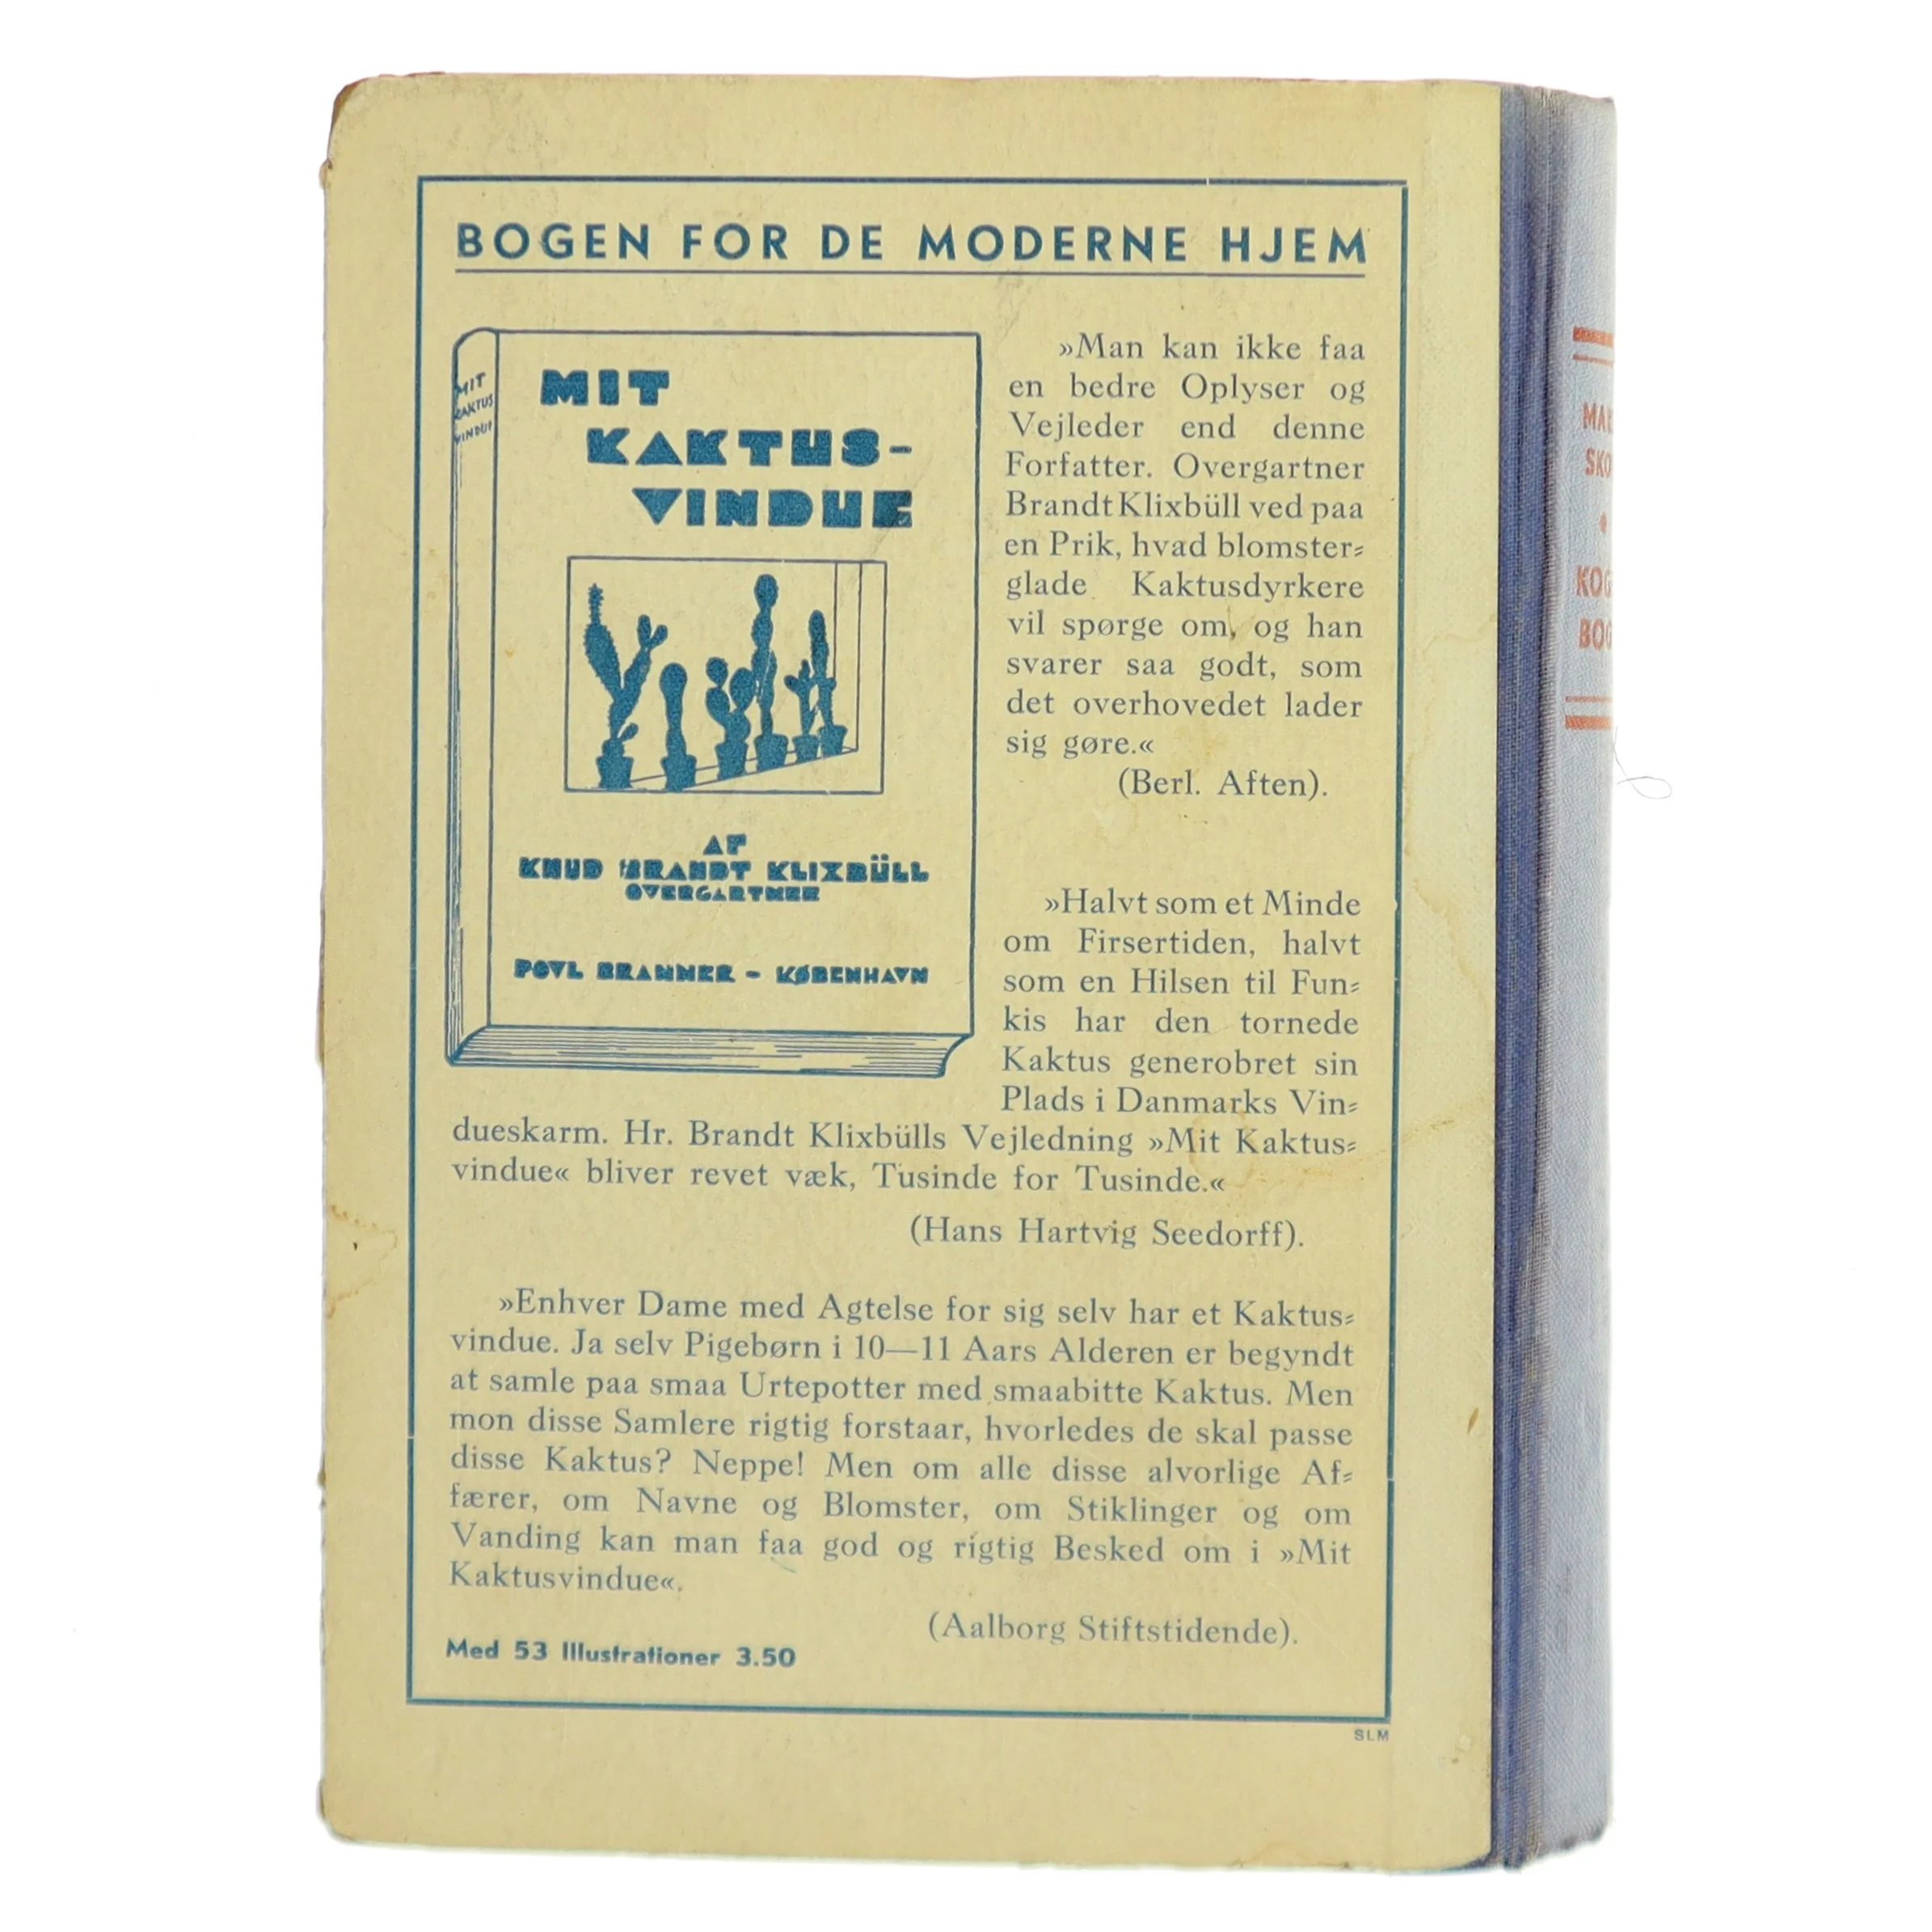 BOGEN FOR DE MODERNE HJEM
MIT
KAKTUS
VINDUE
MIT
KAKTUS-
VINDUE
AF
KNUD BRANDT KLIXBÜLL
OVERGARTNER
POVL BRANNER - KØBENHAVN
»Man kan ikke faa
en bedre Oplyser og
Vejleder end denne
Forfatter. Overgartner
Brandt Klixbüll ved paa
en Prik, hvad blomster-
glade Kaktusdyrkere
vil spørge om, og han
svarer saa godt, som
det overhovedet lader
sig gøre.«
(Berl. Aften).
»Halvt som et Minde
om Firsertiden, halvt
som en Hilsen til Fun-
kis har den tornede
Kaktus generobret sin
Plads i Danmarks Vin-
dueskarm. Hr. Brandt Klixbülls Vejledning »Mit Kaktus-
vindue« bliver revet væk, Tusinde for Tusinde.«
(Hans Hartvig Seedorff).
»Enhver Dame med Agtelse for sig selv har et Kaktus-
vindue. Ja selv Pigebørn i 10—11 Aars Alderen er begyndt
at samle paa smaa Urtepotter med smaabitte Kaktus. Men
mon disse Samlere rigtig forstaar, hvorledes de skal passe
disse Kaktus? Neppe! Men om alle disse alvorlige Af-
færer, om Navne og Blomster, om Stiklinger og om
Vanding kan man faa god og rigtig Besked om i »Mit
Kaktusvindue«.
(Aalborg Stiftstidende).
Med 53 Illustrationer 3.50
SLM
SKO
KOG
BOG